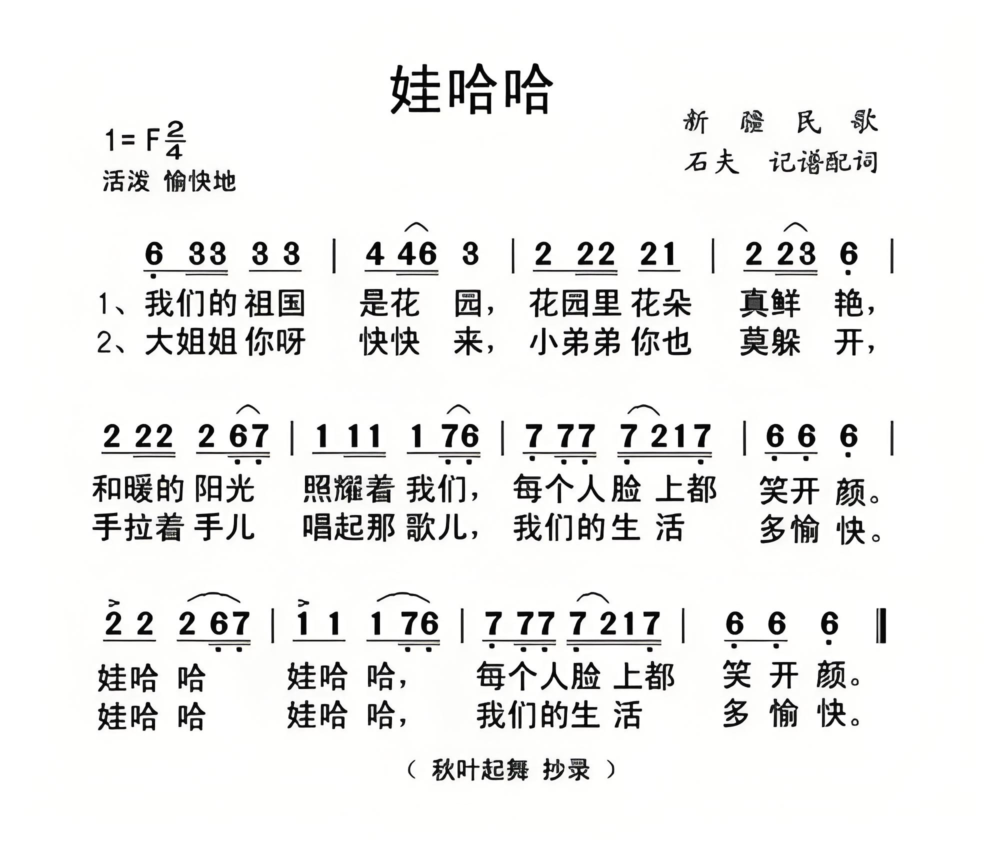 娃哈哈
1= F 2/4
新 疆 民 歌
活泼 愉快地
石夫 记谱配词
6 33 3 3 | 4 46 3 | 2 22 21 | 2 23 6 |
1、我们的 祖国 是花 园， 花园里 花朵 真鲜 艳，
2、大姐姐 你呀 快快 来， 小弟弟 你也 莫躲 开，
2 22 2 67 | 1 11 1 76 | 7 77 7 217 | 6 6 6 |
和暖的 阳光 照耀着 我们， 每个人脸 上都 笑开 颜。
手拉着 手儿 唱起那 歌儿， 我们的生 活 多愉 快。
2 2 2 67 | 1 1 1 76 | 7 77 7 217 | 6 6 6
娃哈 哈 娃哈 哈， 每个人脸 上都 笑 开 颜。
娃哈 哈 娃哈 哈， 我们的生 活 多 愉 快。
（ 秋叶起舞 抄录 ）